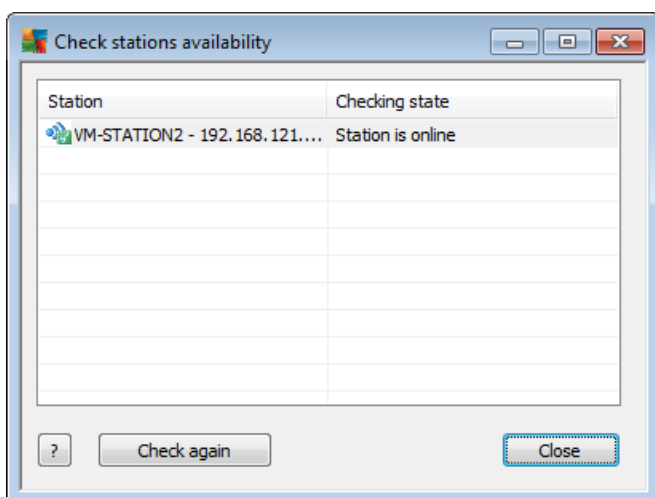 Check stations availability
Station Checking state
VM-STATION2 - 192.168.121.... Station is online
? Check again Close